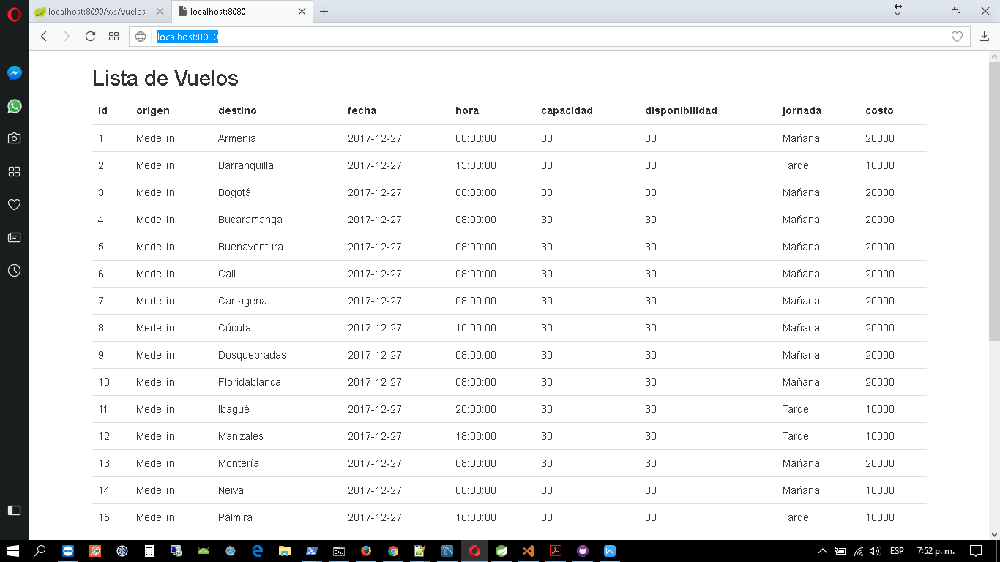 localhost:8090/ws/vuelos
localhost:8080
localhost:8080
Lista de Vuelos
Id origen destino fecha hora capacidad disponibilidad jornada costo
1 Medellín Armenia 2017-12-27 08:00:00 30 30 Mañana 20000
2 Medellín Barranquilla 2017-12-27 13:00:00 30 30 Tarde 10000
3 Medellín Bogotá 2017-12-27 08:00:00 30 30 Mañana 20000
4 Medellín Bucaramanga 2017-12-27 08:00:00 30 30 Mañana 20000
5 Medellín Buenaventura 2017-12-27 08:00:00 30 30 Mañana 20000
6 Medellín Cali 2017-12-27 08:00:00 30 30 Mañana 20000
7 Medellín Cartagena 2017-12-27 08:00:00 30 30 Mañana 20000
8 Medellín Cúcuta 2017-12-27 10:00:00 30 30 Mañana 20000
9 Medellín Dosquebradas 2017-12-27 08:00:00 30 30 Mañana 20000
10 Medellín Floridablanca 2017-12-27 08:00:00 30 30 Mañana 20000
11 Medellín Ibagué 2017-12-27 20:00:00 30 30 Tarde 10000
12 Medellín Manizales 2017-12-27 18:00:00 30 30 Tarde 10000
13 Medellín Montería 2017-12-27 08:00:00 30 30 Mañana 20000
14 Medellín Neiva 2017-12-27 08:00:00 30 30 Mañana 10000
15 Medellín Palmira 2017-12-27 16:00:00 30 30 Tarde 10000
ESP 7:52 p. m.